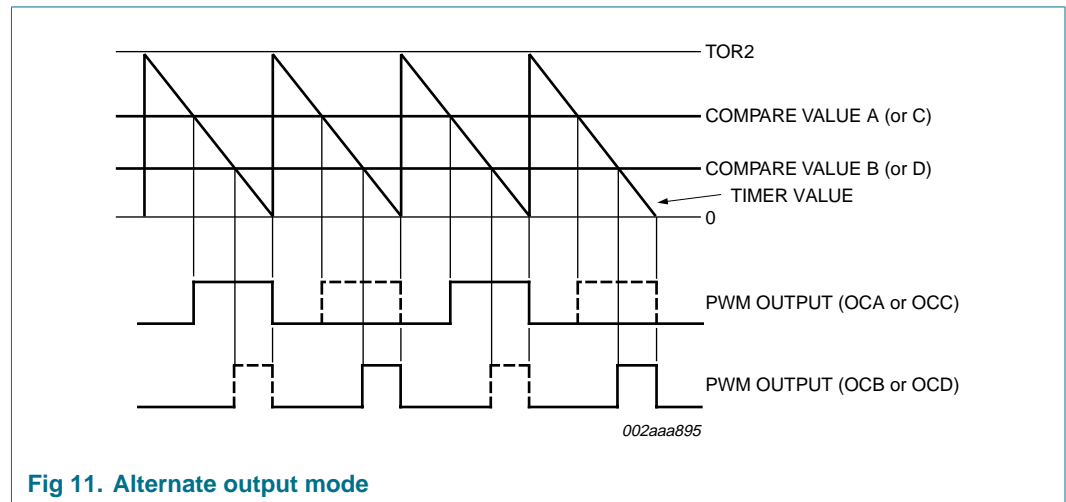 TOR2
COMPARE VALUE A (or C)
COMPARE VALUE B (or D)
TIMER VALUE
0
PWM OUTPUT (OCA or OCC)
PWM OUTPUT (OCB or OCD)
002aaa895
Fig 11. Alternate output mode